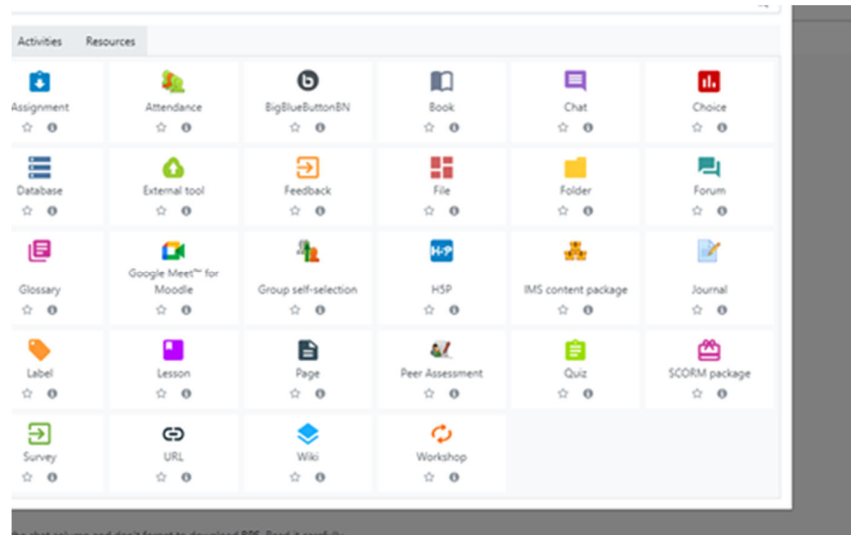 Activities Resources
Assignment Attendance BigBlueButtonBN Book Chat Choice
Database External tool Feedback File Folder Forum
Glossary Google Meet™ for Moodle Group self-selection H5P IMS content package Journal
Label Lesson Page Peer Assessment Quiz SCORM package
Survey URL Wiki Workshop